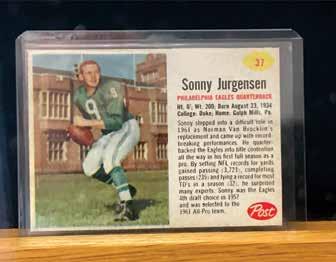 37
Sonny Jurgensen
PHILADELPHIA EAGLES QUARTERBACK
Ht. 6'; Wt. 200; Born August 23, 1934
College: Duke; Home: Gulph Mills, Pa.
Sonny stepped into a difficult role in
1961 as Norman Van Brocklin's
replacement and came up with record-
breaking performances. He quarter-
backed the Eagles into title contention
all the way in his first full season as a
pro. By setting NFL records for yards
gained passing (3,723), completing
passes (235) and tying a record for most
TD's in a season (32), he surprised
many experts. Sonny was the Eagles
4th draft choice in 1957
and was selected to the
1961 All-Pro team.
Post
9